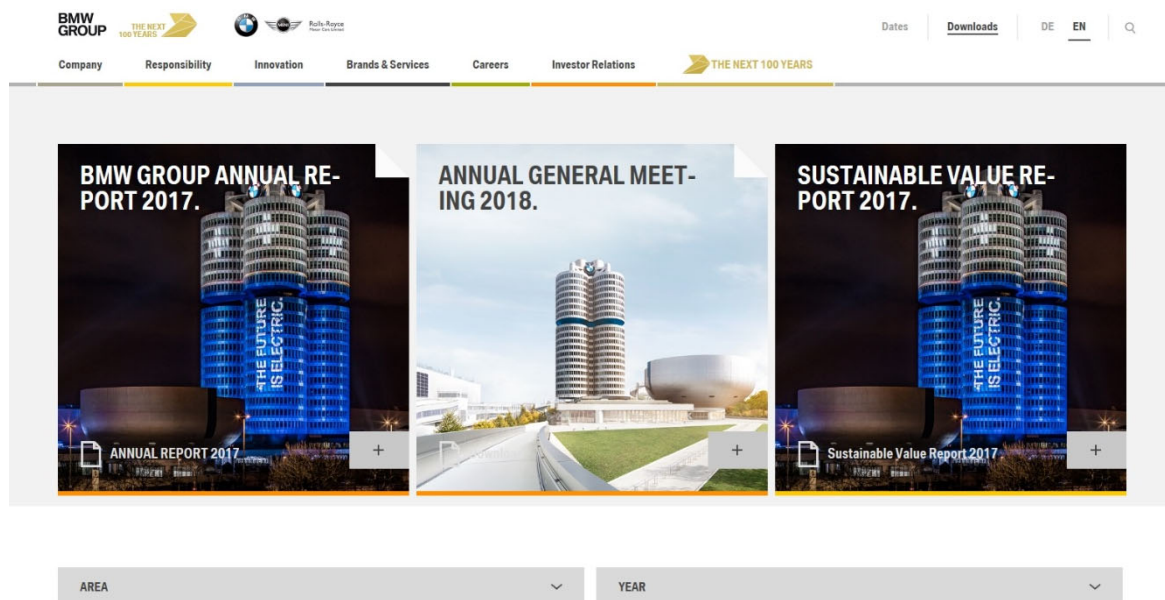 BMW
GROUP
THE NEXT
100 YEARS
Rolls-Royce
Motor Cars Limited
Dates
Downloads
DE
EN
Company
Responsibility
Innovation
Brands & Services
Careers
Investor Relations
THE NEXT 100 YEARS
BMW GROUP ANNUAL RE-
PORT 2017.
THE FUTURE
IS ELECTRIC.
ANNUAL REPORT 2017
+
ANNUAL GENERAL MEET-
ING 2018.
+
SUSTAINABLE VALUE RE-
PORT 2017.
THE FUTURE
IS ELECTRIC.
Sustainable Value Report 2017
+
AREA
YEAR